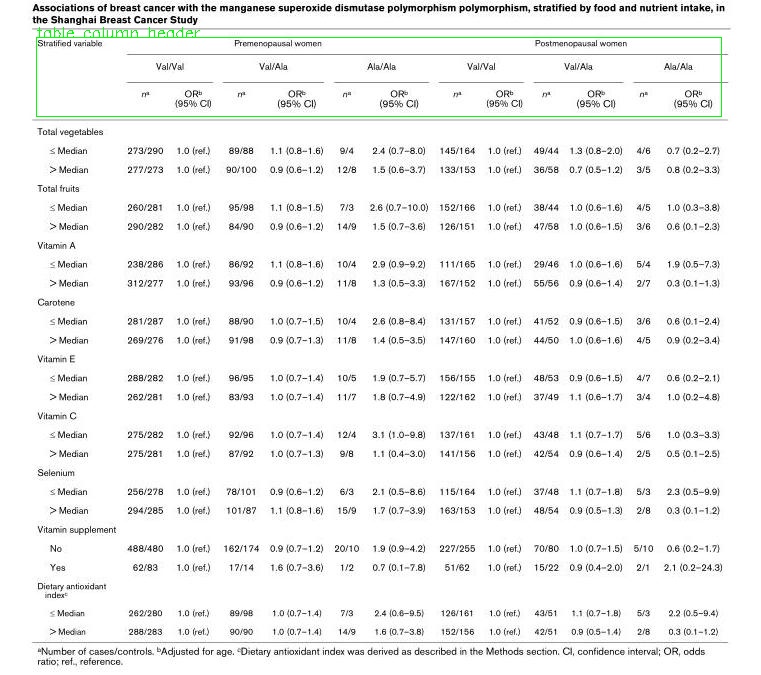 Associations of breast cancer with the manganese superoxide dismutase polymorphism polymorphism, stratified by food and nutrient intake, in
the Shanghai Breast Cancer Study
table_column_header
Stratified variable Premenopausal women Postmenopausal women
Val/Val Val/Ala Ala/Ala Val/Val Val/Ala Ala/Ala
nᵃ ORᵇ nᵃ ORᵇ nᵃ ORᵇ nᵃ ORᵇ nᵃ ORᵇ nᵃ ORᵇ
(95% CI) (95% CI) (95% CI) (95% CI) (95% CI) (95% CI)
Total vegetables
≤ Median 273/290 1.0 (ref.) 89/88 1.1 (0.8–1.6) 9/4 2.4 (0.7–8.0) 145/164 1.0 (ref.) 49/44 1.3 (0.8–2.0) 4/6 0.7 (0.2–2.7)
> Median 277/273 1.0 (ref.) 90/100 0.9 (0.6–1.2) 12/8 1.5 (0.6–3.7) 133/153 1.0 (ref.) 36/58 0.7 (0.5–1.2) 3/5 0.8 (0.2–3.3)
Total fruits
≤ Median 260/281 1.0 (ref.) 95/98 1.1 (0.8–1.5) 7/3 2.6 (0.7–10.0) 152/166 1.0 (ref.) 38/44 1.0 (0.6–1.6) 4/5 1.0 (0.3–3.8)
> Median 290/282 1.0 (ref.) 84/90 0.9 (0.6–1.2) 14/9 1.5 (0.7–3.6) 126/151 1.0 (ref.) 47/58 1.0 (0.6–1.5) 3/6 0.6 (0.1–2.3)
Vitamin A
≤ Median 238/286 1.0 (ref.) 86/92 1.1 (0.8–1.6) 10/4 2.9 (0.9–9.2) 111/165 1.0 (ref.) 29/46 1.0 (0.6–1.6) 5/4 1.9 (0.5–7.3)
> Median 312/277 1.0 (ref.) 93/96 0.9 (0.6–1.2) 11/8 1.3 (0.5–3.3) 167/152 1.0 (ref.) 55/56 0.9 (0.6–1.4) 2/7 0.3 (0.1–1.3)
Carotene
≤ Median 281/287 1.0 (ref.) 88/90 1.0 (0.7–1.5) 10/4 2.6 (0.8–8.4) 131/157 1.0 (ref.) 41/52 0.9 (0.6–1.5) 3/6 0.6 (0.1–2.4)
> Median 269/276 1.0 (ref.) 91/98 0.9 (0.7–1.3) 11/8 1.4 (0.5–3.5) 147/160 1.0 (ref.) 44/50 1.0 (0.6–1.6) 4/5 0.9 (0.2–3.4)
Vitamin E
≤ Median 288/282 1.0 (ref.) 96/95 1.0 (0.7–1.4) 10/5 1.9 (0.7–5.7) 156/155 1.0 (ref.) 48/53 0.9 (0.6–1.5) 4/7 0.6 (0.2–2.1)
> Median 262/281 1.0 (ref.) 83/93 1.0 (0.7–1.4) 11/7 1.8 (0.7–4.9) 122/162 1.0 (ref.) 37/49 1.1 (0.6–1.7) 3/4 1.0 (0.2–4.8)
Vitamin C
≤ Median 275/282 1.0 (ref.) 92/96 1.0 (0.7–1.4) 12/4 3.1 (1.0–9.8) 137/161 1.0 (ref.) 43/48 1.1 (0.7–1.7) 5/6 1.0 (0.3–3.3)
> Median 275/281 1.0 (ref.) 87/92 1.0 (0.7–1.3) 9/8 1.1 (0.4–3.0) 141/156 1.0 (ref.) 42/54 0.9 (0.6–1.4) 2/5 0.5 (0.1–2.5)
Selenium
≤ Median 256/278 1.0 (ref.) 78/101 0.9 (0.6–1.2) 6/3 2.1 (0.5–8.6) 115/164 1.0 (ref.) 37/48 1.1 (0.7–1.8) 5/3 2.3 (0.5–9.9)
> Median 294/285 1.0 (ref.) 101/87 1.1 (0.8–1.6) 15/9 1.7 (0.7–3.9) 163/153 1.0 (ref.) 48/54 0.9 (0.5–1.3) 2/8 0.3 (0.1–1.2)
Vitamin supplement
No 488/480 1.0 (ref.) 162/174 0.9 (0.7–1.2) 20/10 1.9 (0.9–4.2) 227/255 1.0 (ref.) 70/80 1.0 (0.7–1.5) 5/10 0.6 (0.2–1.7)
Yes 62/83 1.0 (ref.) 17/14 1.6 (0.7–3.6) 1/2 0.7 (0.1–7.8) 51/62 1.0 (ref.) 15/22 0.9 (0.4–2.0) 2/1 2.1 (0.2–24.3)
Dietary antioxidant
indexᶜ
≤ Median 262/280 1.0 (ref.) 89/98 1.0 (0.7–1.4) 7/3 2.4 (0.6–9.5) 126/161 1.0 (ref.) 43/51 1.1 (0.7–1.8) 5/3 2.2 (0.5–9.4)
> Median 288/283 1.0 (ref.) 90/90 1.0 (0.7–1.4) 14/9 1.6 (0.7–3.8) 152/156 1.0 (ref.) 42/51 0.9 (0.5–1.4) 2/8 0.3 (0.1–1.2)
ᵃNumber of cases/controls. ᵇAdjusted for age. ᶜDietary antioxidant index was derived as described in the Methods section. CI, confidence interval; OR, odds
ratio; ref., reference.